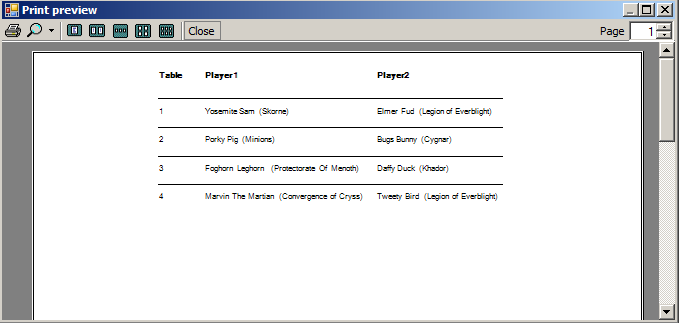 Print preview
Close
Page 1
Table Player1 Player2
1 Yosemite Sam (Skorne) Elmer Fud (Legion of Everblight)
2 Porky Pig (Minions) Bugs Bunny (Cygnar)
3 Foghorn Leghorn (Protectorate Of Menoth) Daffy Duck (Khador)
4 Marvin The Martian (Convergence of Cryss) Tweety Bird (Legion of Everblight)